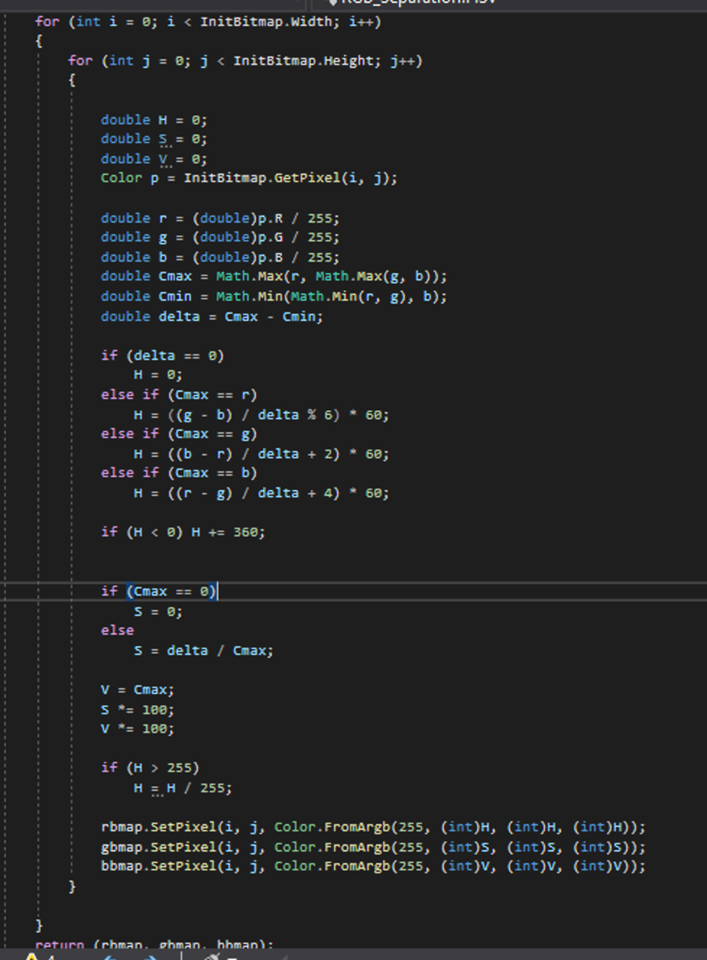 RGB_Separation.HSV
for (int i = 0; i < InitBitmap.Width; i++)
{
for (int j = 0; j < InitBitmap.Height; j++)
{
double H = 0;
double S = 0;
double V = 0;
Color p = InitBitmap.GetPixel(i, j);
double r = (double)p.R / 255;
double g = (double)p.G / 255;
double b = (double)p.B / 255;
double Cmax = Math.Max(r, Math.Max(g, b));
double Cmin = Math.Min(Math.Min(r, g), b);
double delta = Cmax - Cmin;
if (delta == 0)
H = 0;
else if (Cmax == r)
H = ((g - b) / delta % 6) * 60;
else if (Cmax == g)
H = ((b - r) / delta + 2) * 60;
else if (Cmax == b)
H = ((r - g) / delta + 4) * 60;
if (H < 0) H += 360;
if (Cmax == 0)
S = 0;
else
S = delta / Cmax;
V = Cmax;
S *= 100;
V *= 100;
if (H > 255)
H = H / 255;
rbmap.SetPixel(i, j, Color.FromArgb(255, (int)H, (int)H, (int)H));
gbmap.SetPixel(i, j, Color.FromArgb(255, (int)S, (int)S, (int)S));
bbmap.SetPixel(i, j, Color.FromArgb(255, (int)V, (int)V, (int)V));
}
}
return (rbmap, gbmap, bbmap);